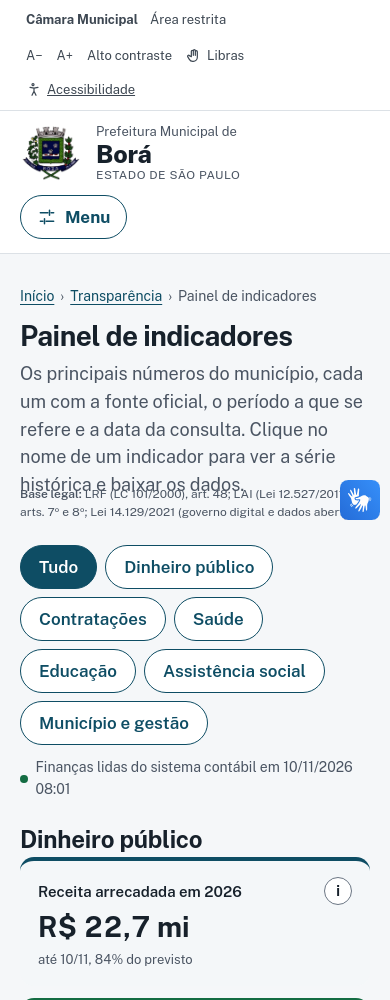 Câmara Municipal Área restrita
A− A+ Alto contraste Libras
Acessibilidade
Prefeitura Municipal de
Borá
ESTADO DE SÃO PAULO
Menu
Início › Transparência › Painel de indicadores
Painel de indicadores
Os principais números do município, cada
um com a fonte oficial, o período a que se
refere e a data da consulta. Clique no
nome de um indicador para ver a série
histórica e baixar os dados.
Base legal: LRF (LC 101/2000), art. 48; LAI (Lei 12.527/201
arts. 7º e 8º; Lei 14.129/2021 (governo digital e dados aber
Tudo Dinheiro público
Contratações Saúde
Educação Assistência social
Município e gestão
Finanças lidas do sistema contábil em 10/11/2026
08:01
Dinheiro público
Receita arrecadada em 2026 i
R$ 22,7 mi
até 10/11, 84% do previsto